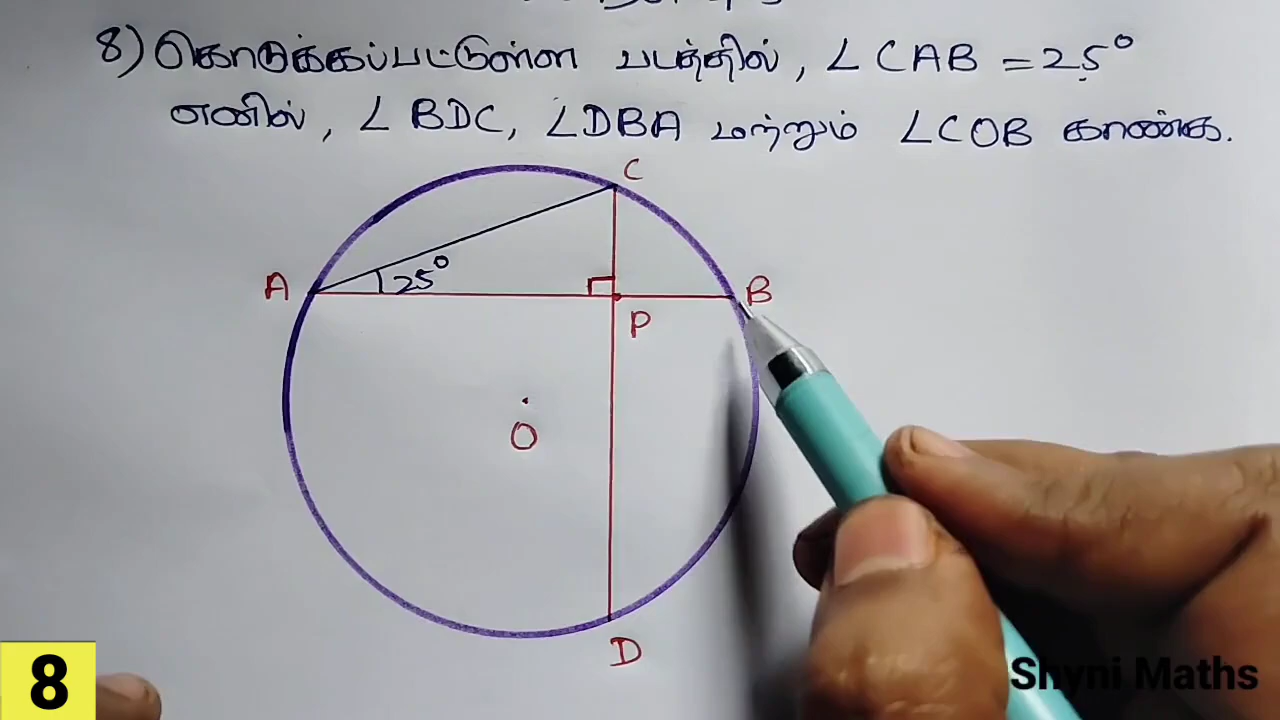 8) கொடுக்கப்பட்டுள்ள படத்தில், ∠CAB = 25°
எனில், ∠BDC, ∠DBA மற்றும் ∠COB காண்க.
C
A
25°
B
P
O
D
8
Shyni Maths